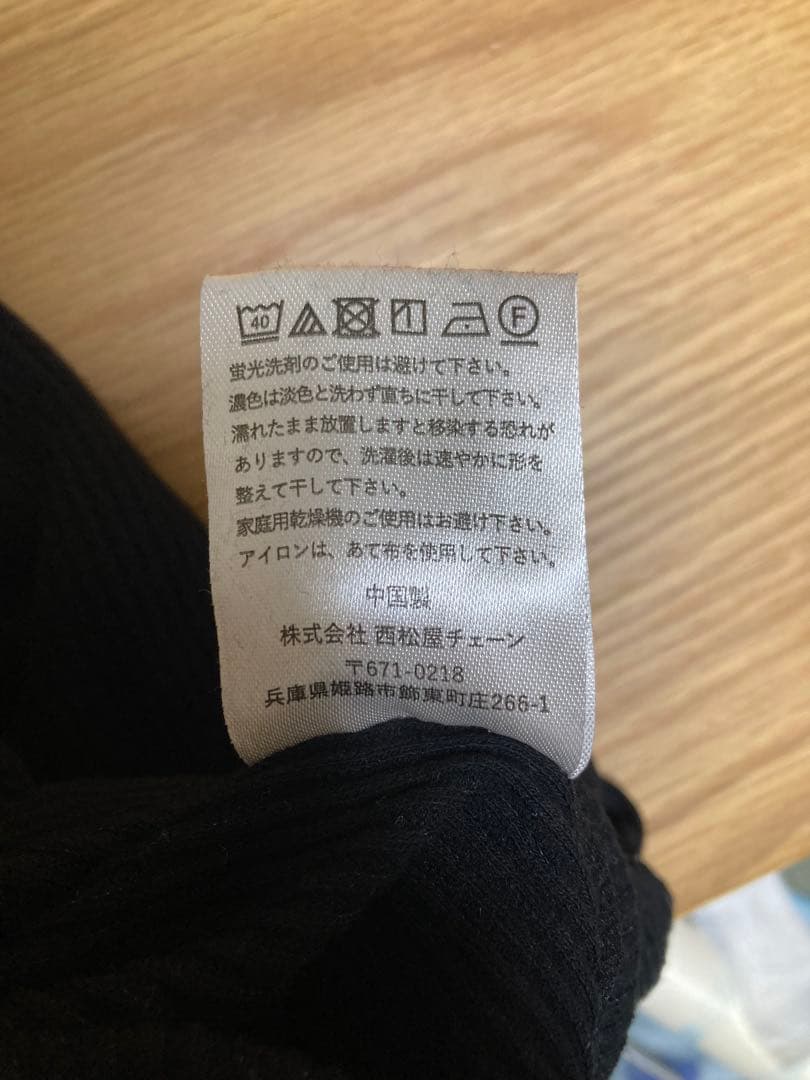 40 F
蛍光洗剤のご使用は避けて下さい。
濃色は淡色と洗わず直ちに干して下さい。
濡れたまま放置しますと移染する恐れが
ありますので、洗濯後は速やかに形を
整えて干して下さい。
家庭用乾燥機のご使用はお避け下さい。
アイロンは、あて布を使用して下さい。
中国製
株式会社 西松屋チェーン
〒671-0218
兵庫県姫路市飾東町庄266-1